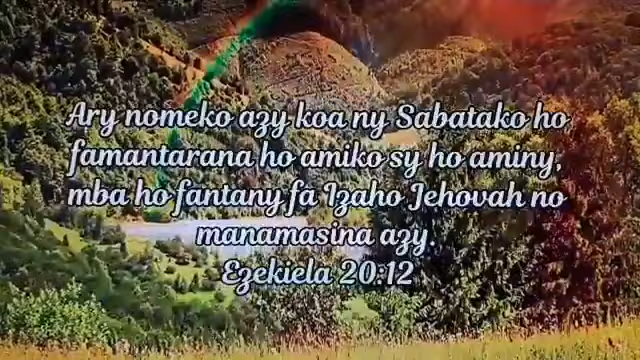 Ary nomeko azy koa ny Sabatako ho
famantarana ho amiko sy ho aminy,
mba ho fantany fa Izaho Jehovah no
manamasina azy.
Ezekiela 20:12